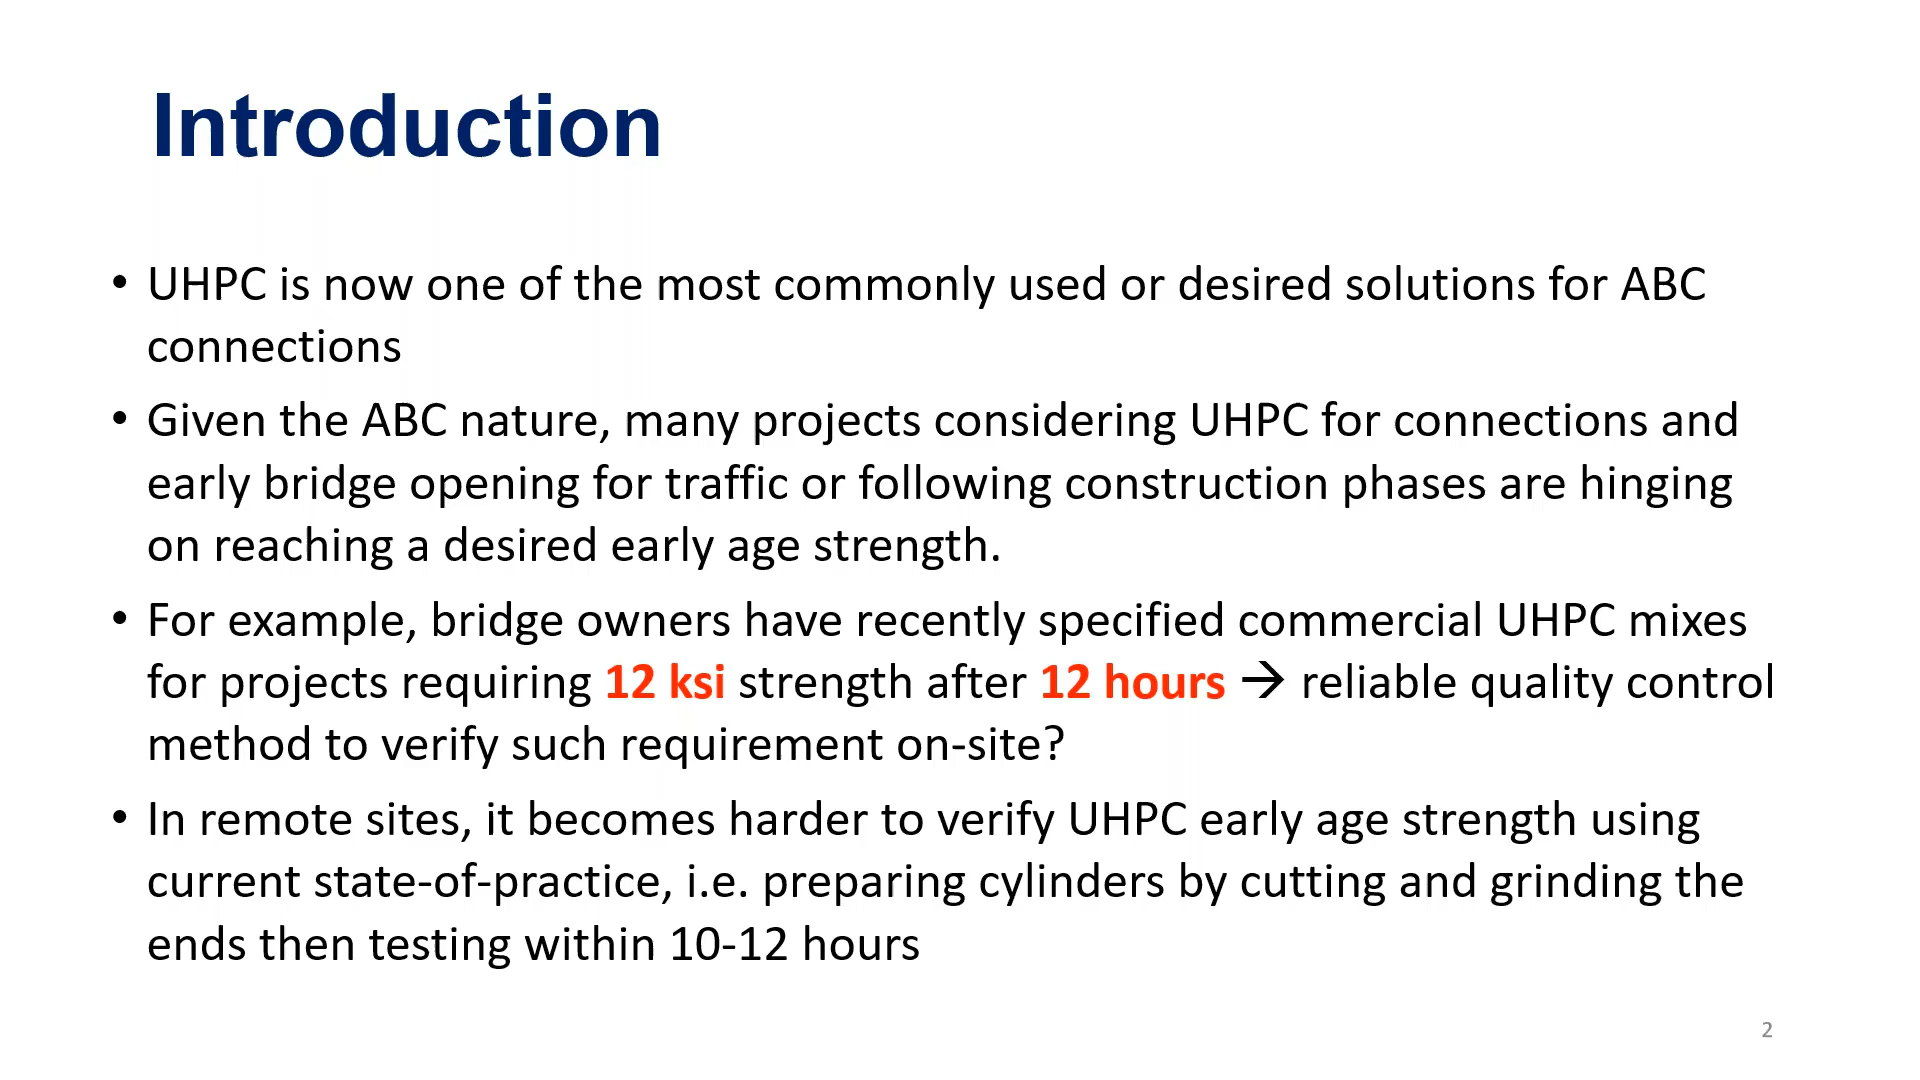 Introduction
• UHPC is now one of the most commonly used or desired solutions for ABC
connections
• Given the ABC nature, many projects considering UHPC for connections and
early bridge opening for traffic or following construction phases are hinging
on reaching a desired early age strength.
• For example, bridge owners have recently specified commercial UHPC mixes
for projects requiring 12 ksi strength after 12 hours → reliable quality control
method to verify such requirement on-site?
• In remote sites, it becomes harder to verify UHPC early age strength using
current state-of-practice, i.e. preparing cylinders by cutting and grinding the
ends then testing within 10-12 hours
2